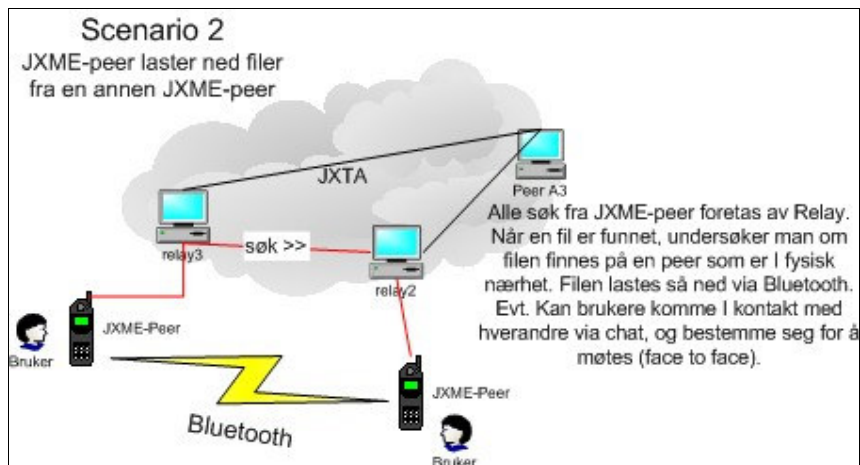 Scenario 2
JXME-peer laster ned filer
fra en annen JXME-peer
JXTA
Peer A3
relay3
søk >>
relay2
Alle søk fra JXME-peer foretas av Relay.
Når en fil er funnet, undersøker man om
filen finnes på en peer som er I fysisk
nærhet. Filen lastes så ned via Bluetooth.
Evt. Kan brukere komme I kontakt med
hverandre via chat, og bestemme seg for å
møtes (face to face).
JXME-Peer
Bruker
Bluetooth
JXME-Peer
Bruker